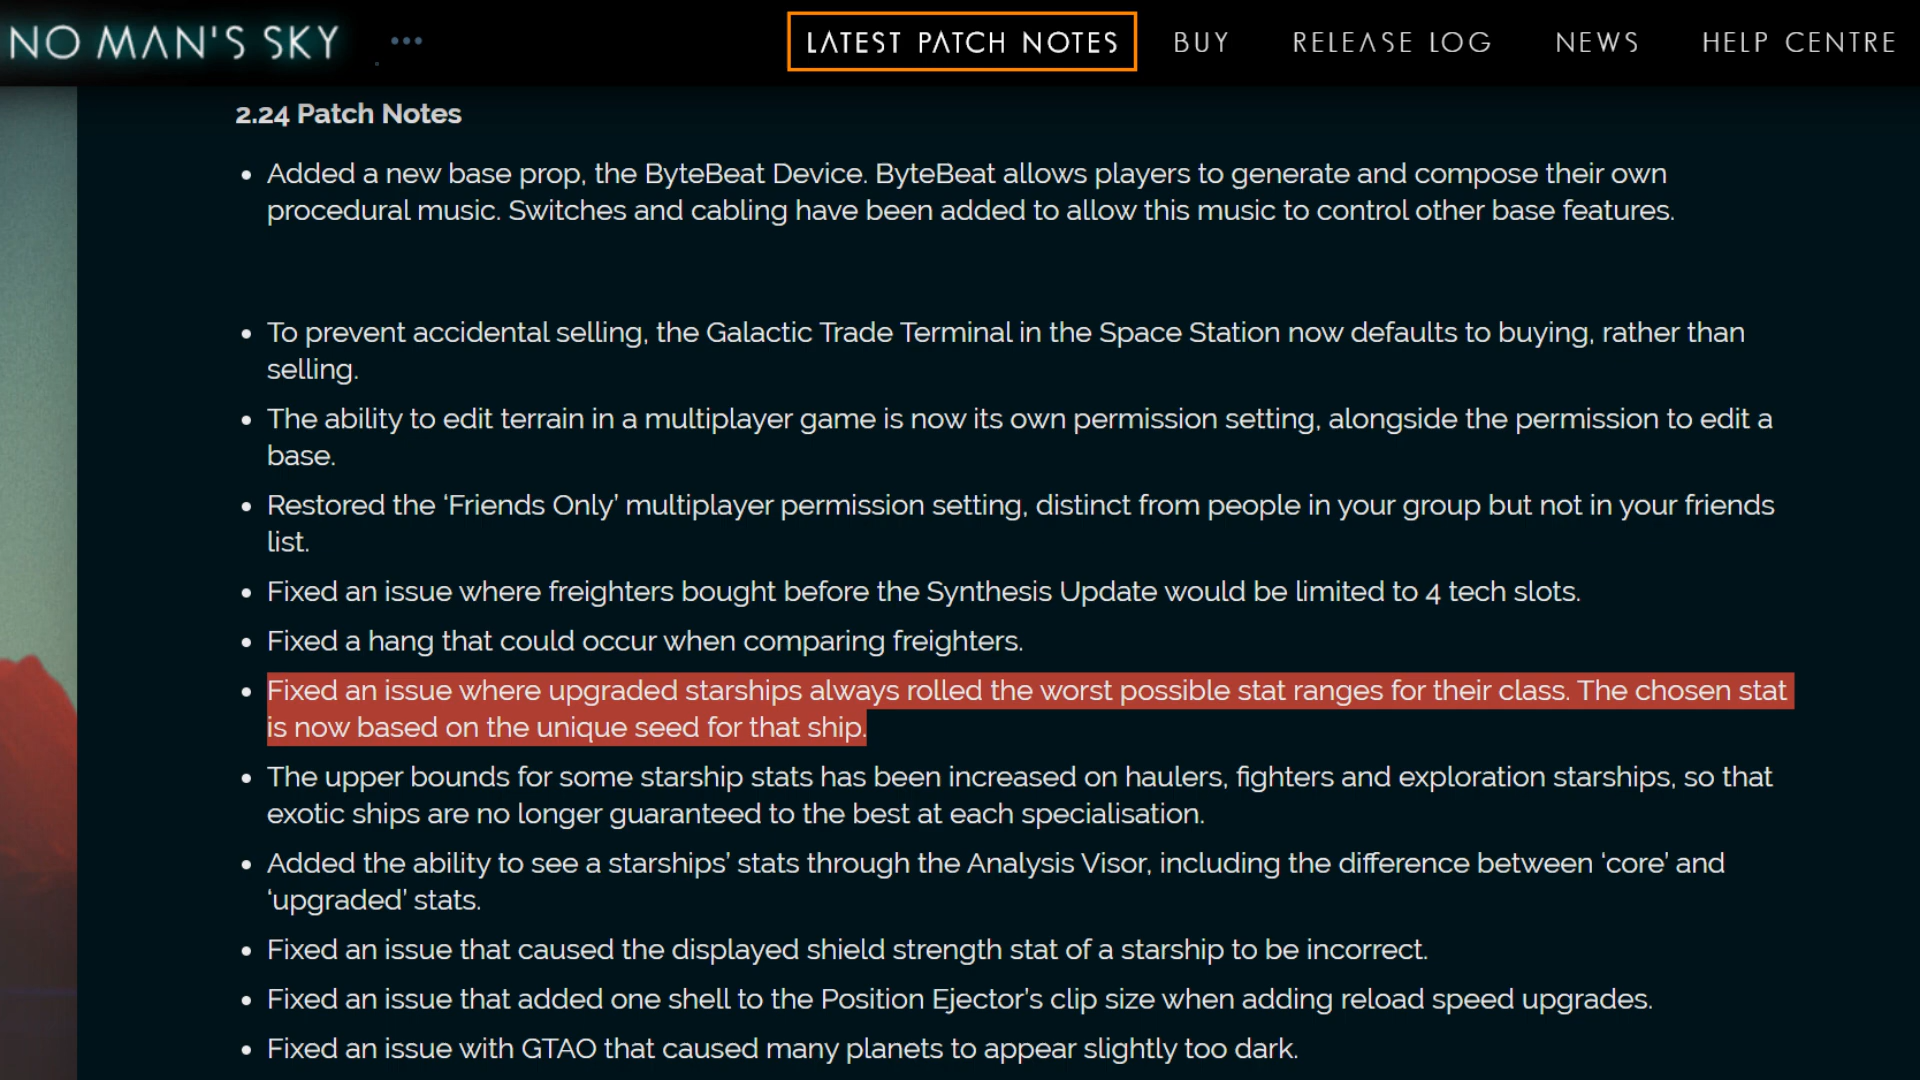 NO MAN'S SKY
LATEST PATCH NOTES
BUY
RELEASE LOG
NEWS
HELP CENTRE
2.24 Patch Notes
• Added a new base prop, the ByteBeat Device. ByteBeat allows players to generate and compose their own
procedural music. Switches and cabling have been added to allow this music to control other base features.
• To prevent accidental selling, the Galactic Trade Terminal in the Space Station now defaults to buying, rather than
selling.
• The ability to edit terrain in a multiplayer game is now its own permission setting, alongside the permission to edit a
base.
• Restored the ‘Friends Only’ multiplayer permission setting, distinct from people in your group but not in your friends
list.
• Fixed an issue where freighters bought before the Synthesis Update would be limited to 4 tech slots.
• Fixed a hang that could occur when comparing freighters.
• Fixed an issue where upgraded starships always rolled the worst possible stat ranges for their class. The chosen stat
is now based on the unique seed for that ship.
• The upper bounds for some starship stats has been increased on haulers, fighters and exploration starships, so that
exotic ships are no longer guaranteed to the best at each specialisation.
• Added the ability to see a starships’ stats through the Analysis Visor, including the difference between ‘core’ and
‘upgraded’ stats.
• Fixed an issue that caused the displayed shield strength stat of a starship to be incorrect.
• Fixed an issue that added one shell to the Position Ejector’s clip size when adding reload speed upgrades.
• Fixed an issue with GTAO that caused many planets to appear slightly too dark.